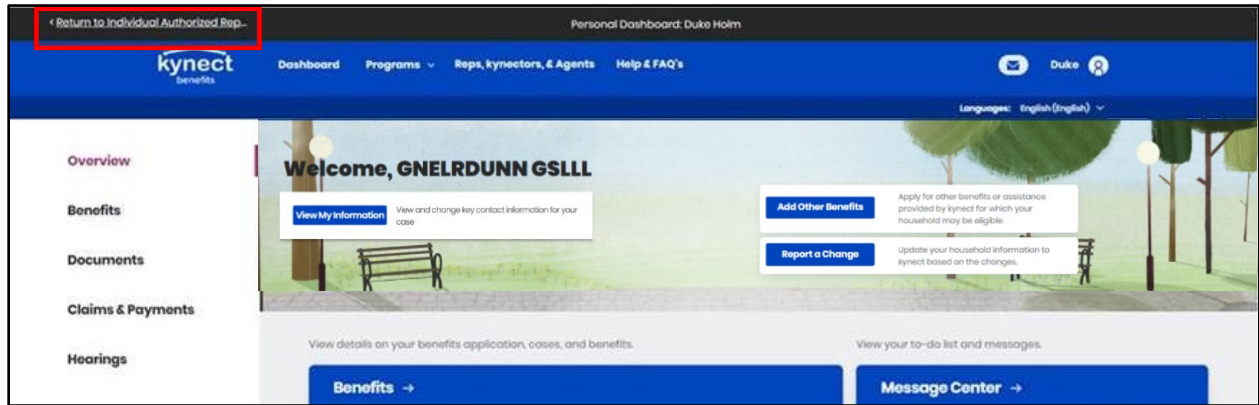 < Return to Individual Authorized Rep...
Personal Dashboard: Duke Holm
kynect
benefits
Dashboard
Programs
Reps, kynectors, & Agents
Help & FAQ's
Duke
Languages: English (English)
Overview
Benefits
Documents
Claims & Payments
Hearings
Welcome, GNELRDUNN GSLLL
View My Information
View and change key contact information for your
case
Add Other Benefits
Apply for other benefits or assistance
provided by kynect for which your
household may be eligible.
Report a Change
Update your household information to
kynect based on the changes.
View details on your benefits application, cases, and benefits.
Benefits →
View your to-do list and messages.
Message Center →